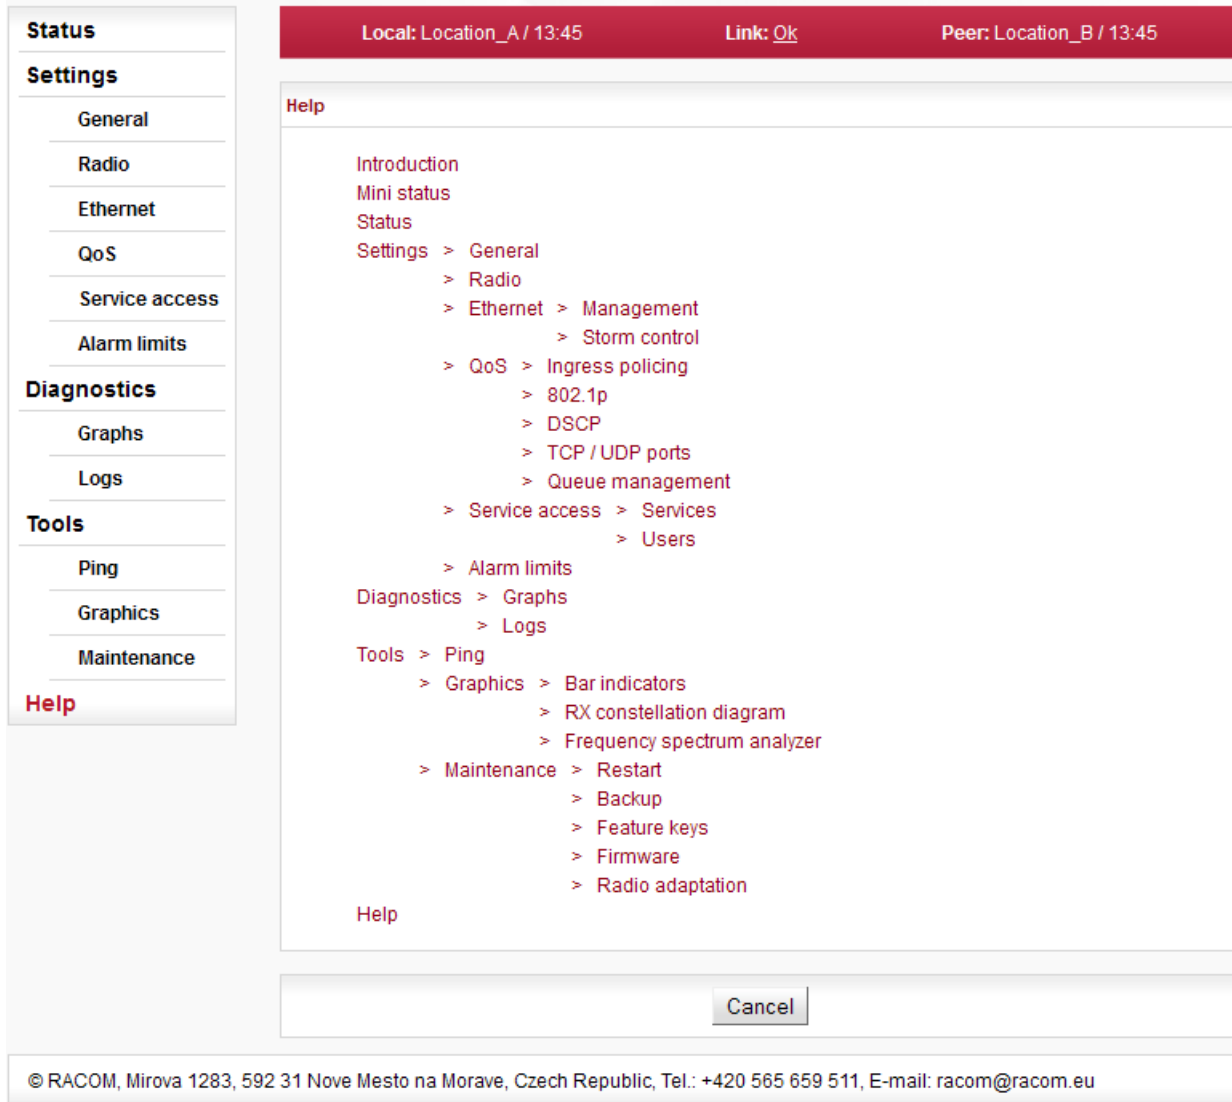 Status
Settings
General
Radio
Ethernet
QoS
Service access
Alarm limits
Diagnostics
Graphs
Logs
Tools
Ping
Graphics
Maintenance
Help
Local: Location_A / 13:45 Link: Ok Peer: Location_B / 13:45
Help
Introduction
Mini status
Status
Settings > General
> Radio
> Ethernet > Management
> Storm control
> QoS > Ingress policing
> 802.1p
> DSCP
> TCP / UDP ports
> Queue management
> Service access > Services
> Users
> Alarm limits
Diagnostics > Graphs
> Logs
Tools > Ping
> Graphics > Bar indicators
> RX constellation diagram
> Frequency spectrum analyzer
> Maintenance > Restart
> Backup
> Feature keys
> Firmware
> Radio adaptation
Help
Cancel
© RACOM, Mirova 1283, 592 31 Nove Mesto na Morave, Czech Republic, Tel.: +420 565 659 511, E-mail: racom@racom.eu